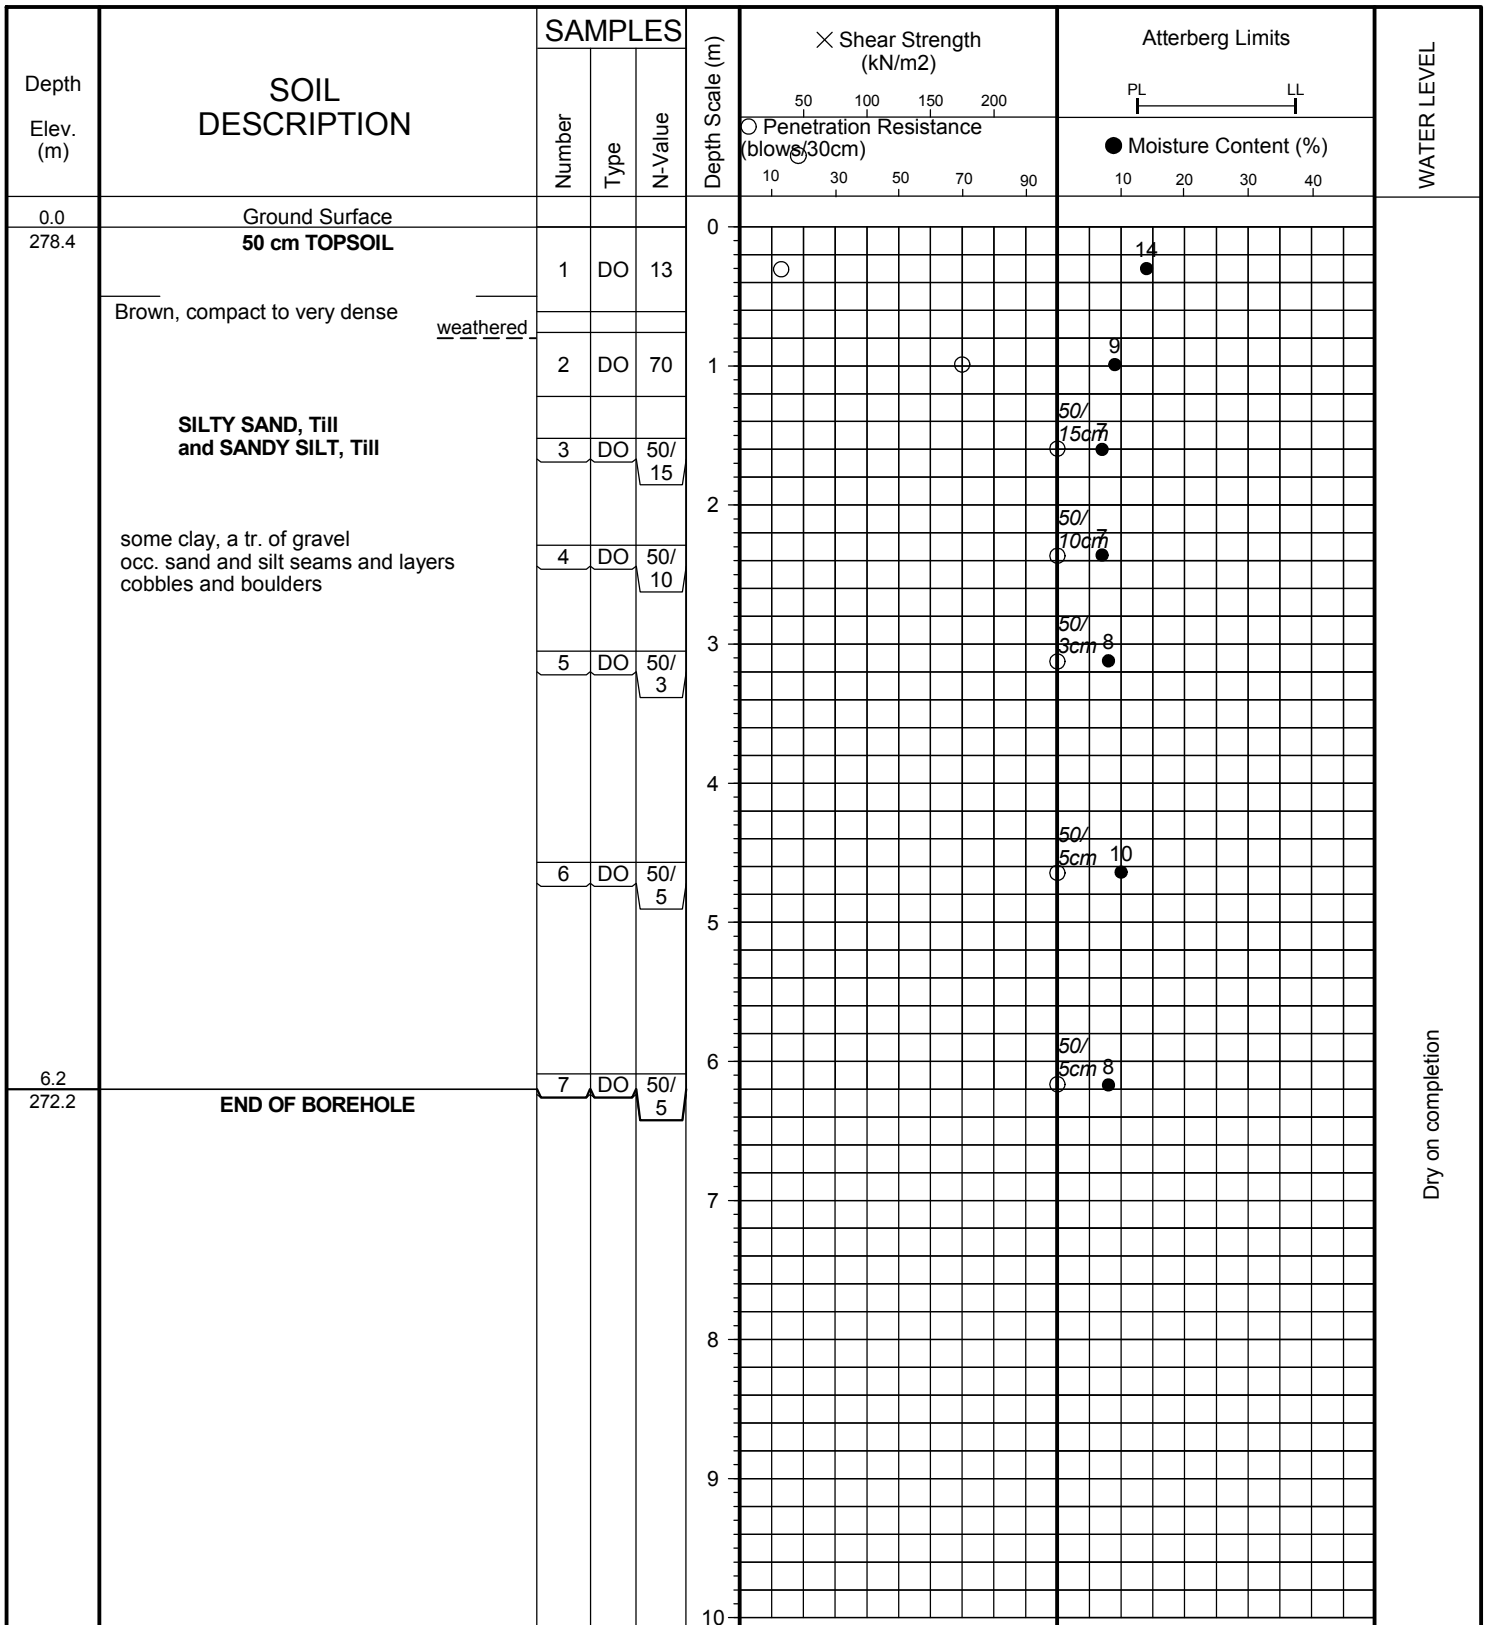 Depth
Elev.
(m)
SOIL
DESCRIPTION
SAMPLES
Number
Type
N-Value
Depth Scale (m)
× Shear Strength
(kN/m2)
50 100 150 200
Penetration Resistance
(blows/30cm)
10 30 50 70 90
Atterberg Limits
PL LL
Moisture Content (%)
10 20 30 40
WATER LEVEL
0.0 Ground Surface
0
278.4 50 cm TOPSOIL
14
1 DO 13
Brown, compact to very dense
weathered
9
2 DO 70
1
50/
SILTY SAND, Till
15cm 7
and SANDY SILT, Till
3 DO 50/
15
2
50/
10cm 7
some clay, a tr. of gravel
occ. sand and silt seams and layers
cobbles and boulders
4 DO 50/
10
50/
3
3cm 8
5 DO 50/
3
4
50/
5cm 10
6 DO 50/
5
5
50/
6
5cm 8
6.2
7 DO 50/
5
272.2 END OF BOREHOLE
Dry on completion
7
8
9
10